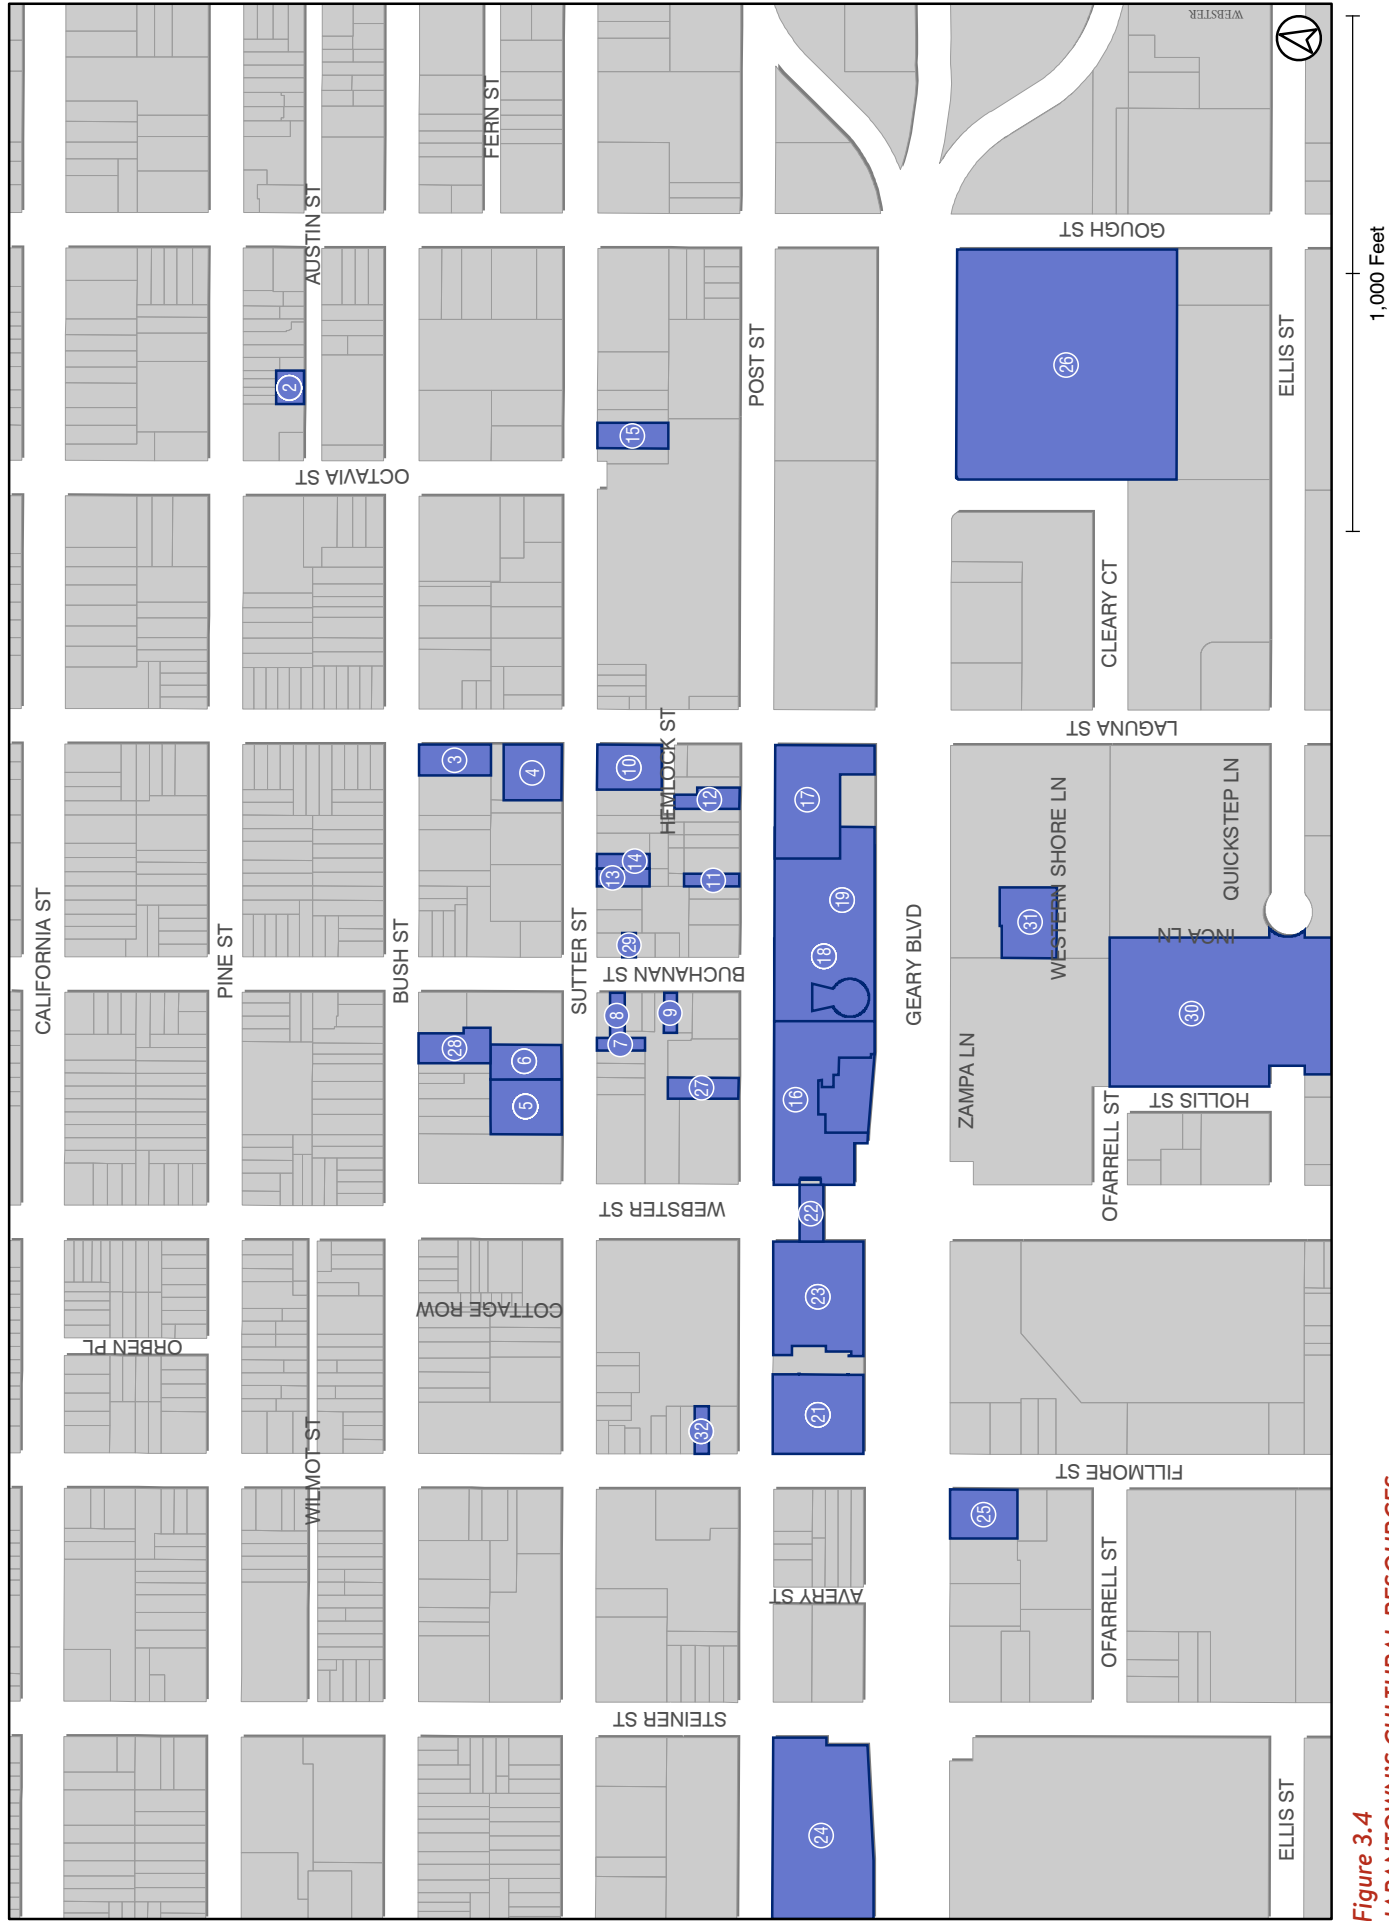 CALIFORNIA ST
PINE ST
BUSH ST
SUTTER ST
POST ST
GEARY BLVD
ELLIS ST
ELLIS ST
AUSTIN ST
FERN ST
HEMLOCK ST
WILMOT ST
CLEARY CT
WESTERN SHORE LN
QUICKSTEP LN
ZAMPA LN
OFARRELL ST
OFARRELL ST
STEINER ST
AVERY ST
FILLMORE ST
ORBEN PL
COTTAGE ROW
WEBSTER ST
HOLLIS ST
BUCHANAN ST
INCA LN
LAGUNA ST
OCTAVIA ST
GOUGH ST
WEBSTER
2
3
4
5
6
7
8
9
10
11
12
13
14
15
16
17
18
19
21
22
23
24
25
26
27
28
29
30
31
32
1,000 Feet
Figure 3.4